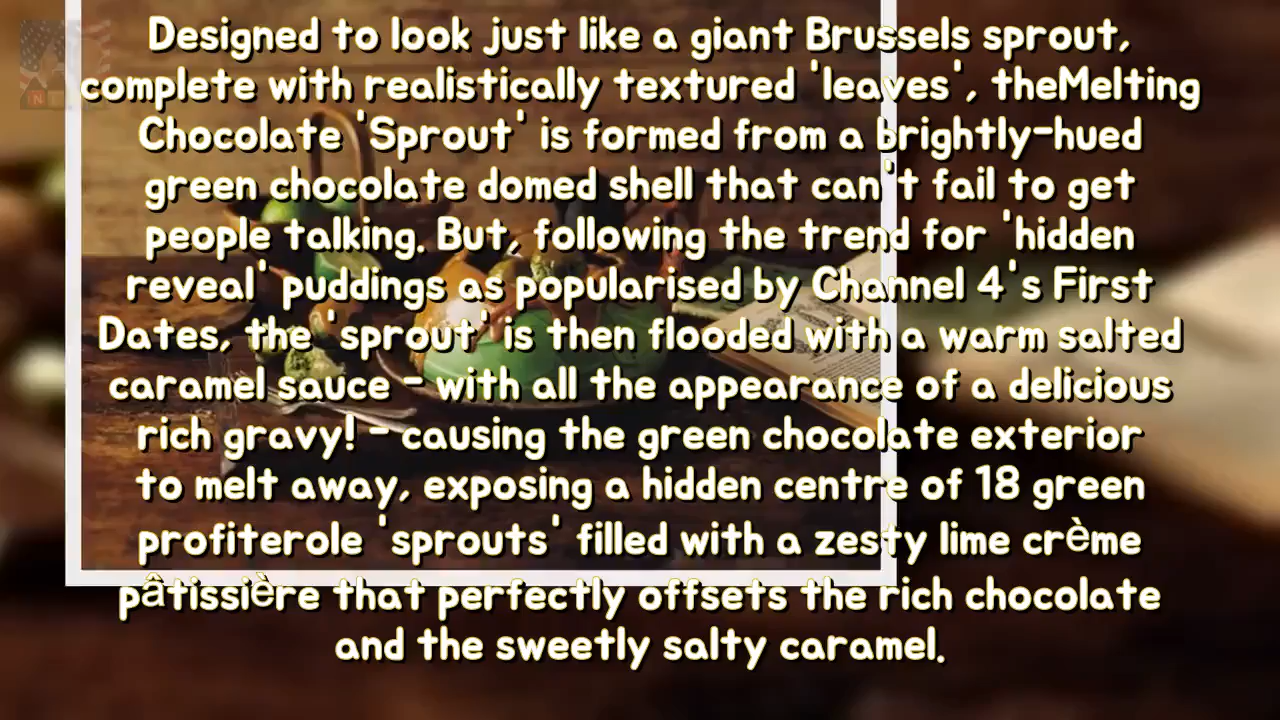 Designed to look just like a giant Brussels sprout,
complete with realistically textured 'leaves', theMelting
Chocolate 'Sprout' is formed from a brightly-hued
green chocolate domed shell that can't fail to get
people talking. But, following the trend for 'hidden
reveal' puddings as popularised by Channel 4's First
Dates, the 'sprout' is then flooded with a warm salted
caramel sauce - with all the appearance of a delicious
rich gravy! - causing the green chocolate exterior
to melt away, exposing a hidden centre of 18 green
profiterole 'sprouts' filled with a zesty lime crème
pâtissière that perfectly offsets the rich chocolate
and the sweetly salty caramel.